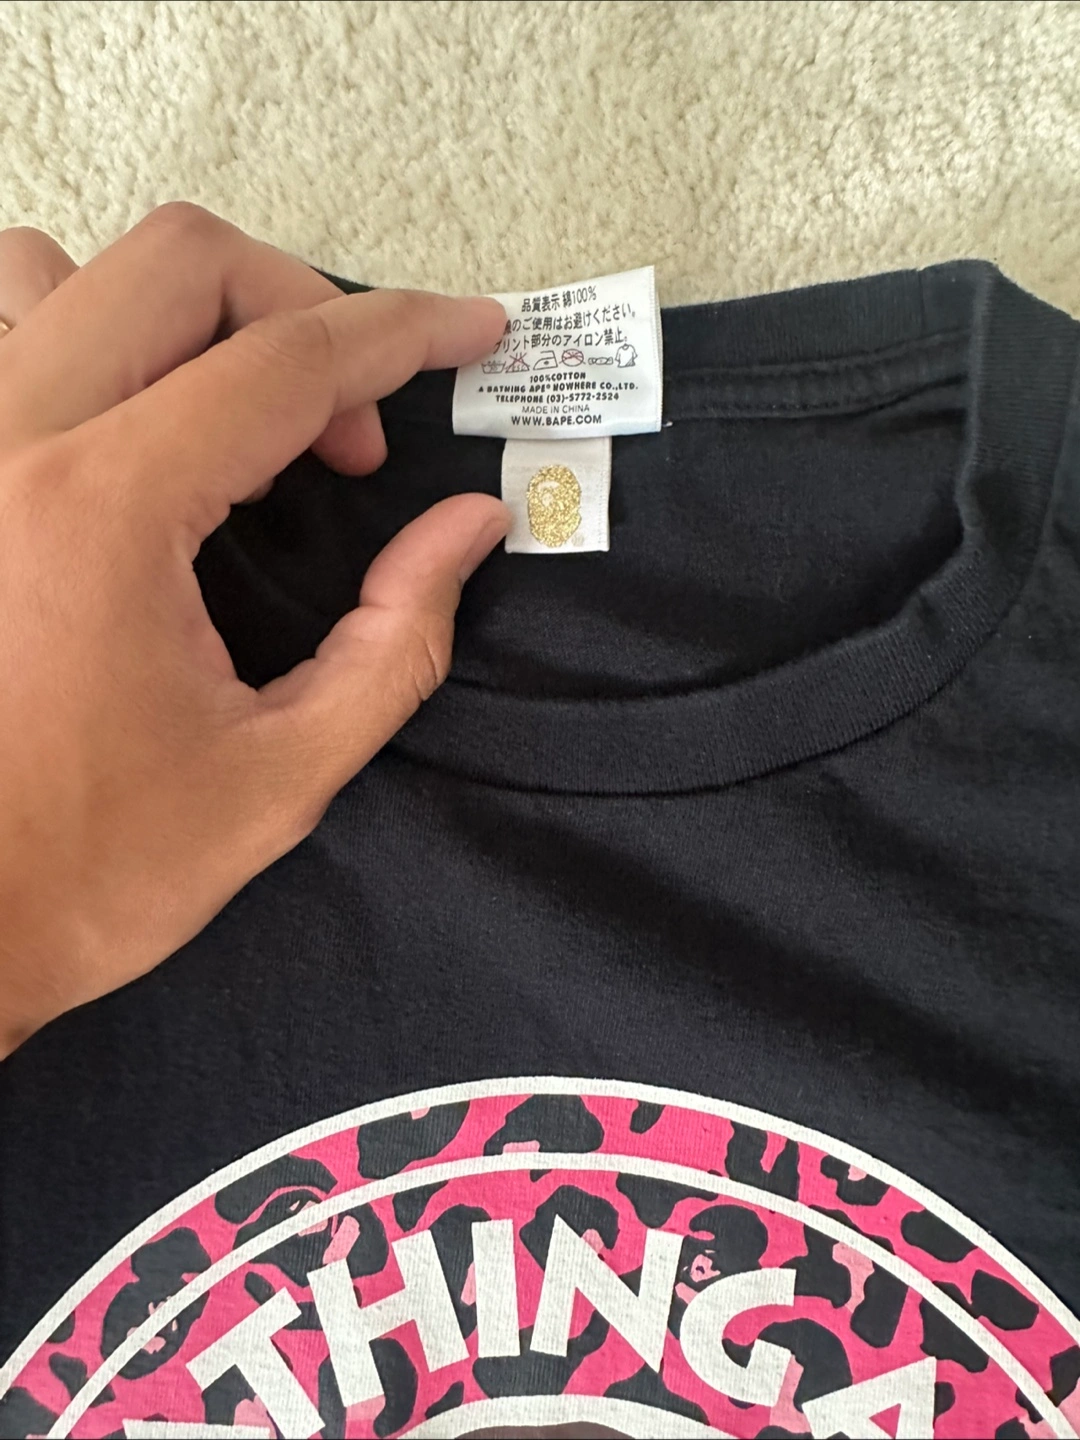 品質表示 綿100%
のご使用はお避けください。
プリント部分のアイロン禁止。
100%COTTON
A BATHING APE® NOWHERE CO.,LTD.
TELEPHONE (03)-5772-2524
MADE IN CHINA
WWW.BAPE.COM
®
THING A